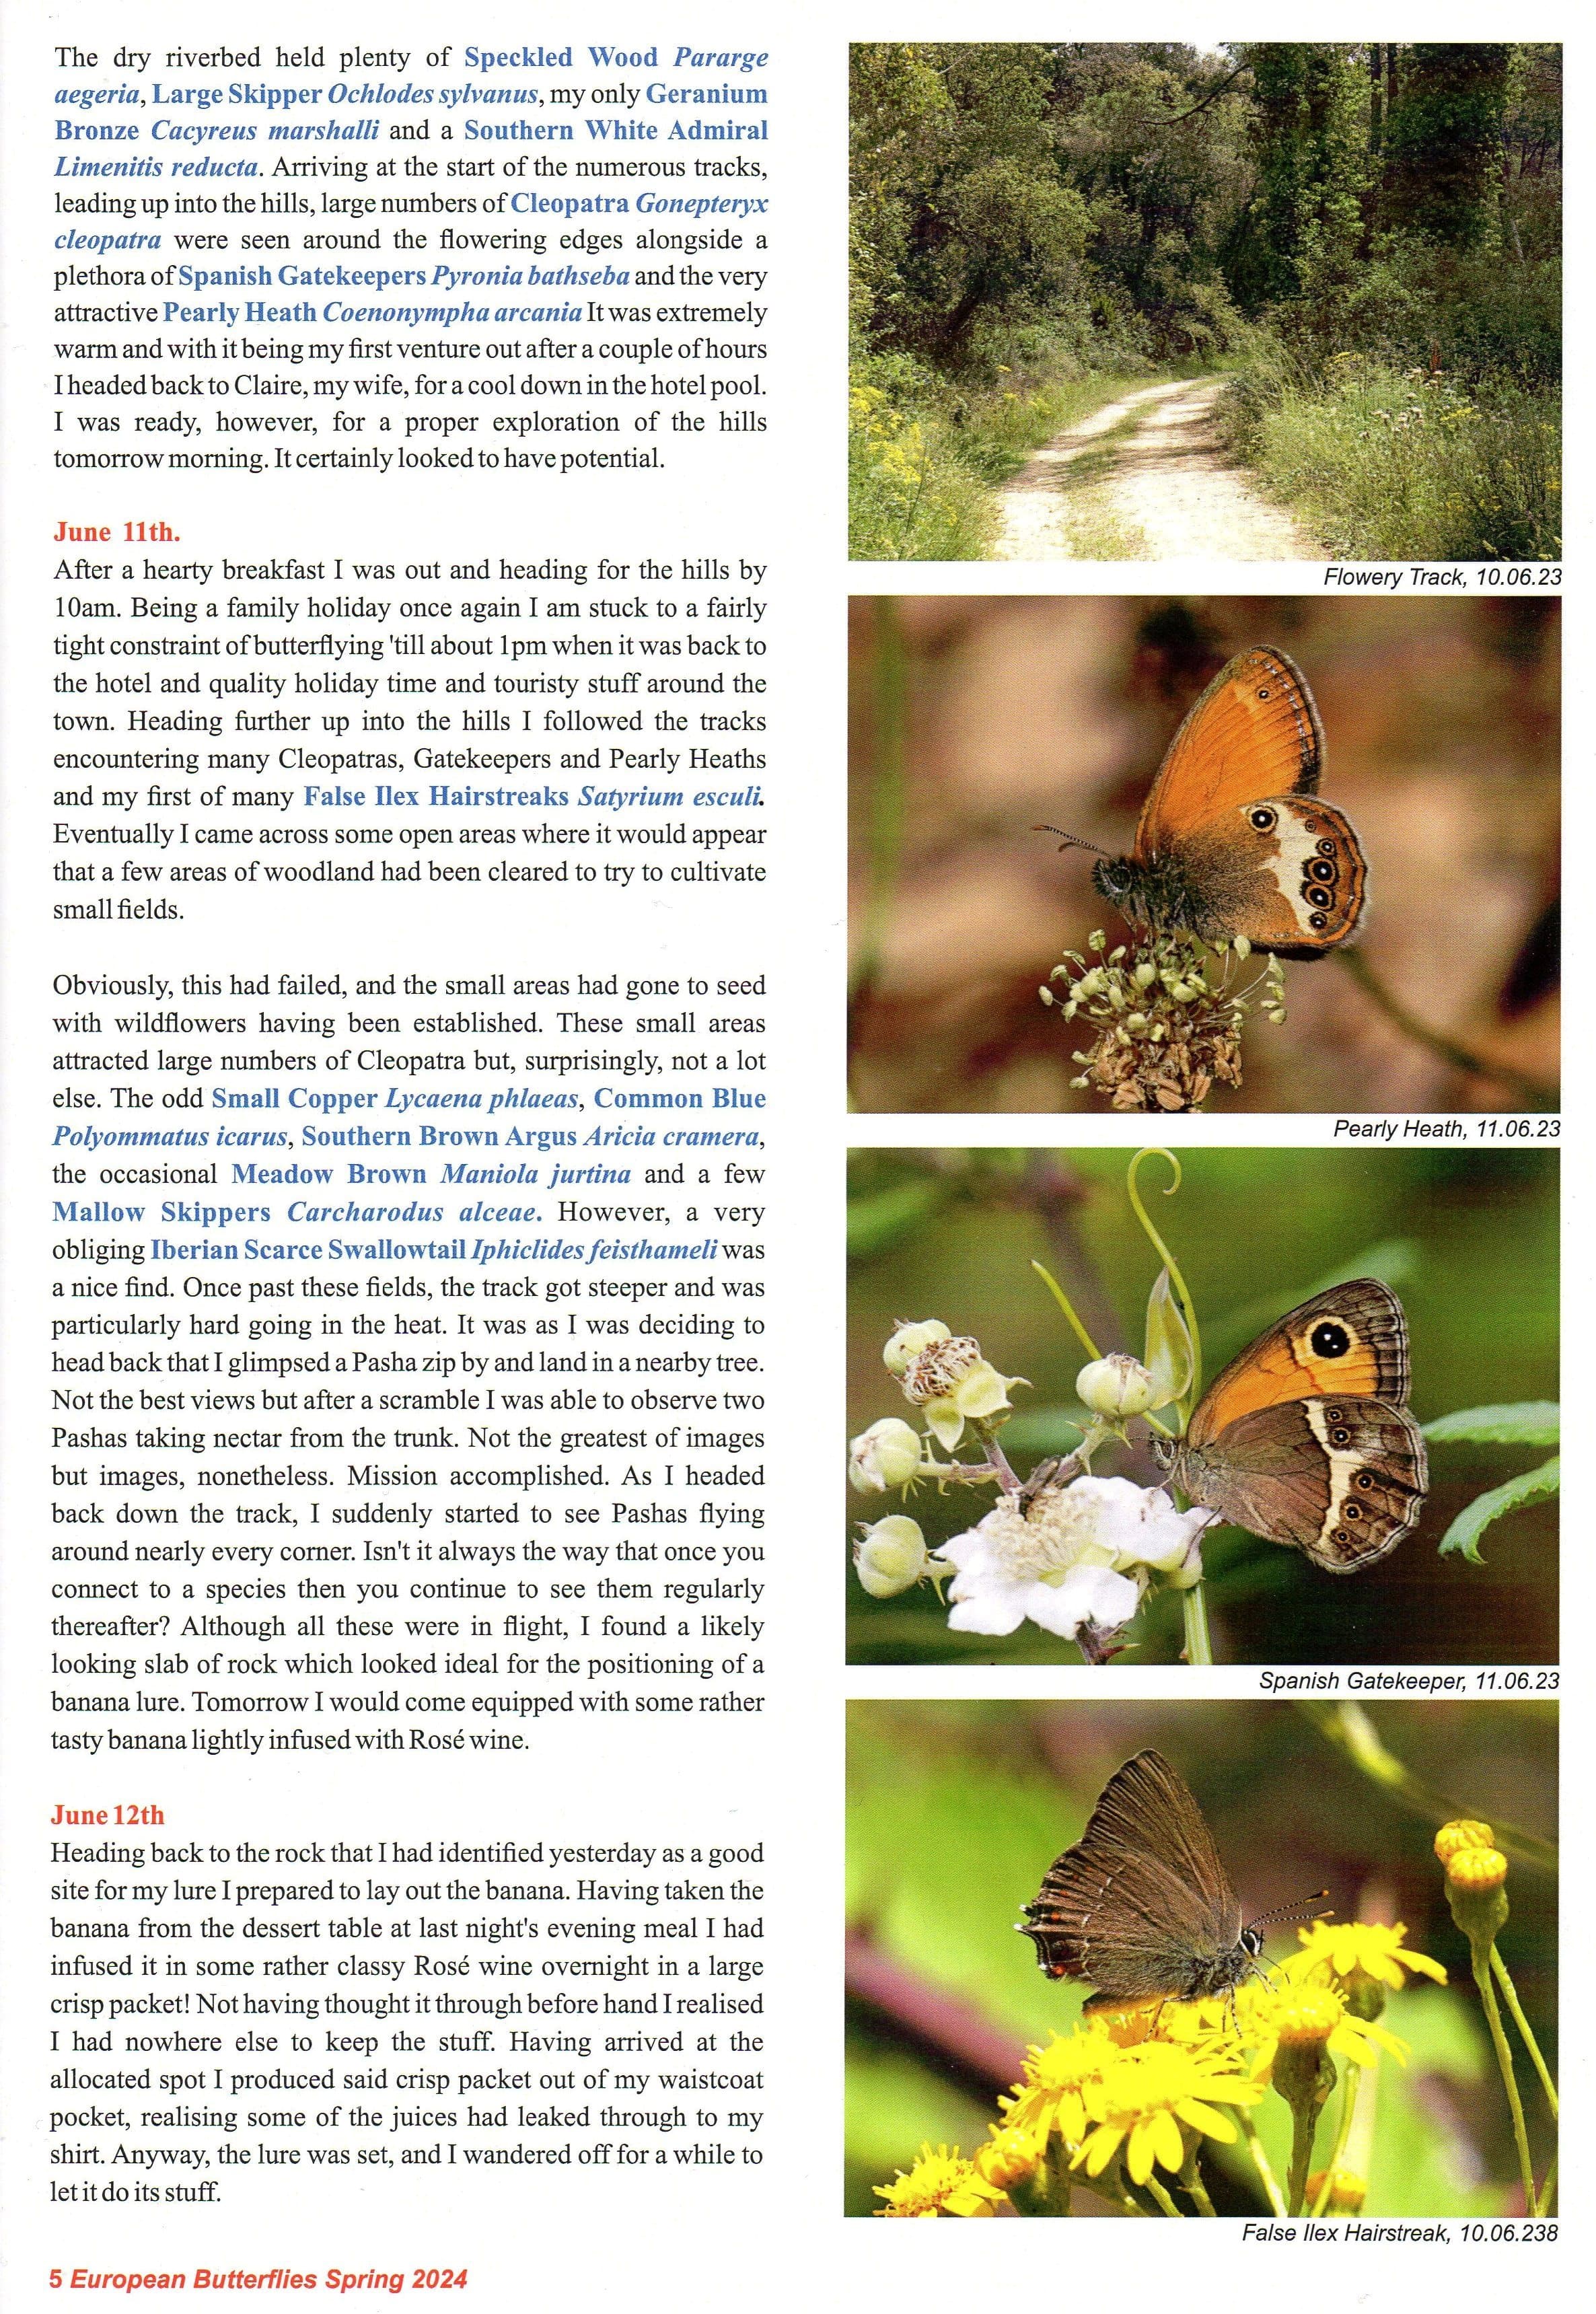 The dry riverbed held plenty of Speckled Wood Pararge
aegeria, Large Skipper Ochlodes sylvanus, my only Geranium
Bronze Cacyreus marshalli and a Southern White Admiral
Limenitis reducta. Arriving at the start of the numerous tracks,
leading up into the hills, large numbers of Cleopatra Gonepteryx
cleopatra were seen around the flowering edges alongside a
plethora of Spanish Gatekeepers Pyronia bathseba and the very
attractive Pearly Heath Coenonympha arcania It was extremely
warm and with it being my first venture out after a couple of hours
I headed back to Claire, my wife, for a cool down in the hotel pool.
I was ready, however, for a proper exploration of the hills
tomorrow morning. It certainly looked to have potential.
June 11th.
After a hearty breakfast I was out and heading for the hills by
10am. Being a family holiday once again I am stuck to a fairly
tight constraint of butterflying 'till about 1pm when it was back to
the hotel and quality holiday time and touristy stuff around the
town. Heading further up into the hills I followed the tracks
encountering many Cleopatras, Gatekeepers and Pearly Heaths
and my first of many False Ilex Hairstreaks Satyrium esculi.
Eventually I came across some open areas where it would appear
that a few areas of woodland had been cleared to try to cultivate
small fields.
Obviously, this had failed, and the small areas had gone to seed
with wildflowers having been established. These small areas
attracted large numbers of Cleopatra but, surprisingly, not a lot
else. The odd Small Copper Lycaena phlaeas, Common Blue
Polyommatus icarus, Southern Brown Argus Aricia cramera,
the occasional Meadow Brown Maniola jurtina and a few
Mallow Skippers Carcharodus alceae. However, a very
obliging Iberian Scarce Swallowtail Iphiclides feisthameli was
a nice find. Once past these fields, the track got steeper and was
particularly hard going in the heat. It was as I was deciding to
head back that I glimpsed a Pasha zip by and land in a nearby tree.
Not the best views but after a scramble I was able to observe two
Pashas taking nectar from the trunk. Not the greatest of images
but images, nonetheless. Mission accomplished. As I headed
back down the track, I suddenly started to see Pashas flying
around nearly every corner. Isn't it always the way that once you
connect to a species then you continue to see them regularly
thereafter? Although all these were in flight, I found a likely
looking slab of rock which looked ideal for the positioning of a
banana lure. Tomorrow I would come equipped with some rather
tasty banana lightly infused with Rosé wine.
June 12th
Heading back to the rock that I had identified yesterday as a good
site for my lure I prepared to lay out the banana. Having taken the
banana from the dessert table at last night's evening meal I had
infused it in some rather classy Rosé wine overnight in a large
crisp packet! Not having thought it through before hand I realised
I had nowhere else to keep the stuff. Having arrived at the
allocated spot I produced said crisp packet out of my waistcoat
pocket, realising some of the juices had leaked through to my
shirt. Anyway, the lure was set, and I wandered off for a while to
let it do its stuff.
Flowery Track, 10.06.23
Pearly Heath, 11.06.23
Spanish Gatekeeper, 11.06.23
False Ilex Hairstreak, 10.06.238
5 European Butterflies Spring 2024